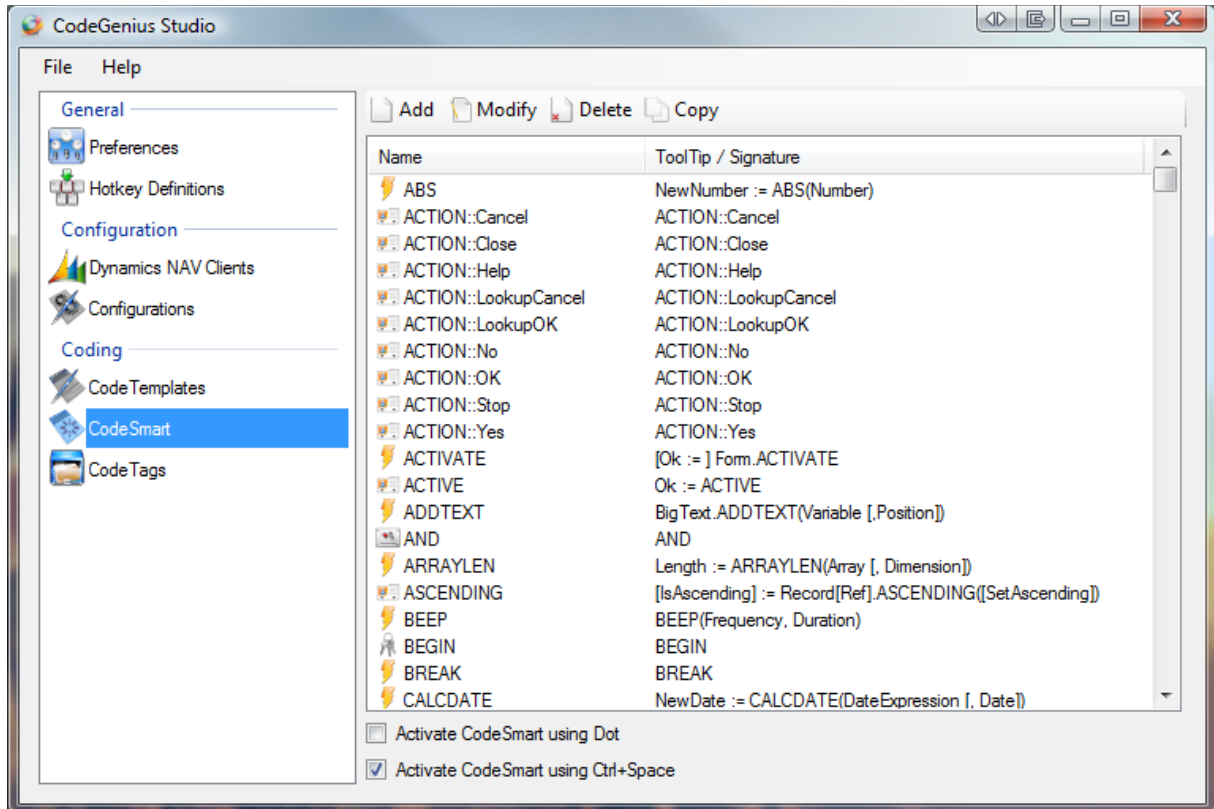 CodeGenius Studio
File Help
General
Preferences
Hotkey Definitions
Configuration
Dynamics NAV Clients
Configurations
Coding
CodeTemplates
CodeSmart
CodeTags
Add Modify Delete Copy
Name ToolTip / Signature
ABS NewNumber := ABS(Number)
ACTION::Cancel ACTION::Cancel
ACTION::Close ACTION::Close
ACTION::Help ACTION::Help
ACTION::LookupCancel ACTION::LookupCancel
ACTION::LookupOK ACTION::LookupOK
ACTION::No ACTION::No
ACTION::OK ACTION::OK
ACTION::Stop ACTION::Stop
ACTION::Yes ACTION::Yes
ACTIVATE [Ok := ] Form.ACTIVATE
ACTIVE Ok := ACTIVE
ADDTEXT BigText.ADDTEXT(Variable [,Position])
AND AND
ARRAYLEN Length := ARRAYLEN(Array [, Dimension])
ASCENDING [IsAscending] := Record[Ref].ASCENDING([SetAscending])
BEEP BEEP(Frequency, Duration)
BEGIN BEGIN
BREAK BREAK
CALCDATE NewDate := CALCDATE(DateExpression [, Date])
Activate CodeSmart using Dot
Activate CodeSmart using Ctrl+Space